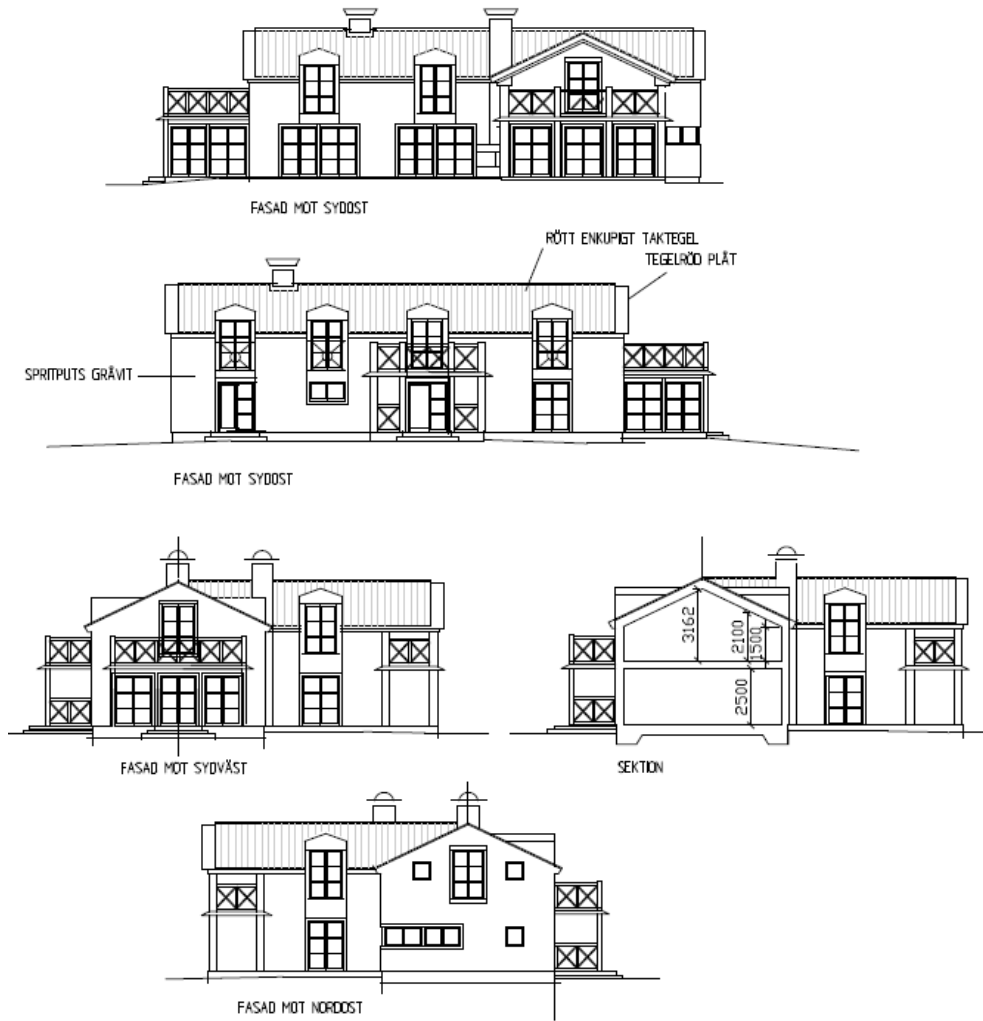 FASAD MOT SYDOST
RÖTT ENKUPIGT TAKTEGEL
TEGELRÖD PLÅT
SPRITPUTS GRÅVIT
FASAD MOT SYDOST
3162
2100
1500
2500
FASAD MOT SYDVÄST
SEKTION
FASAD MOT NORDOST